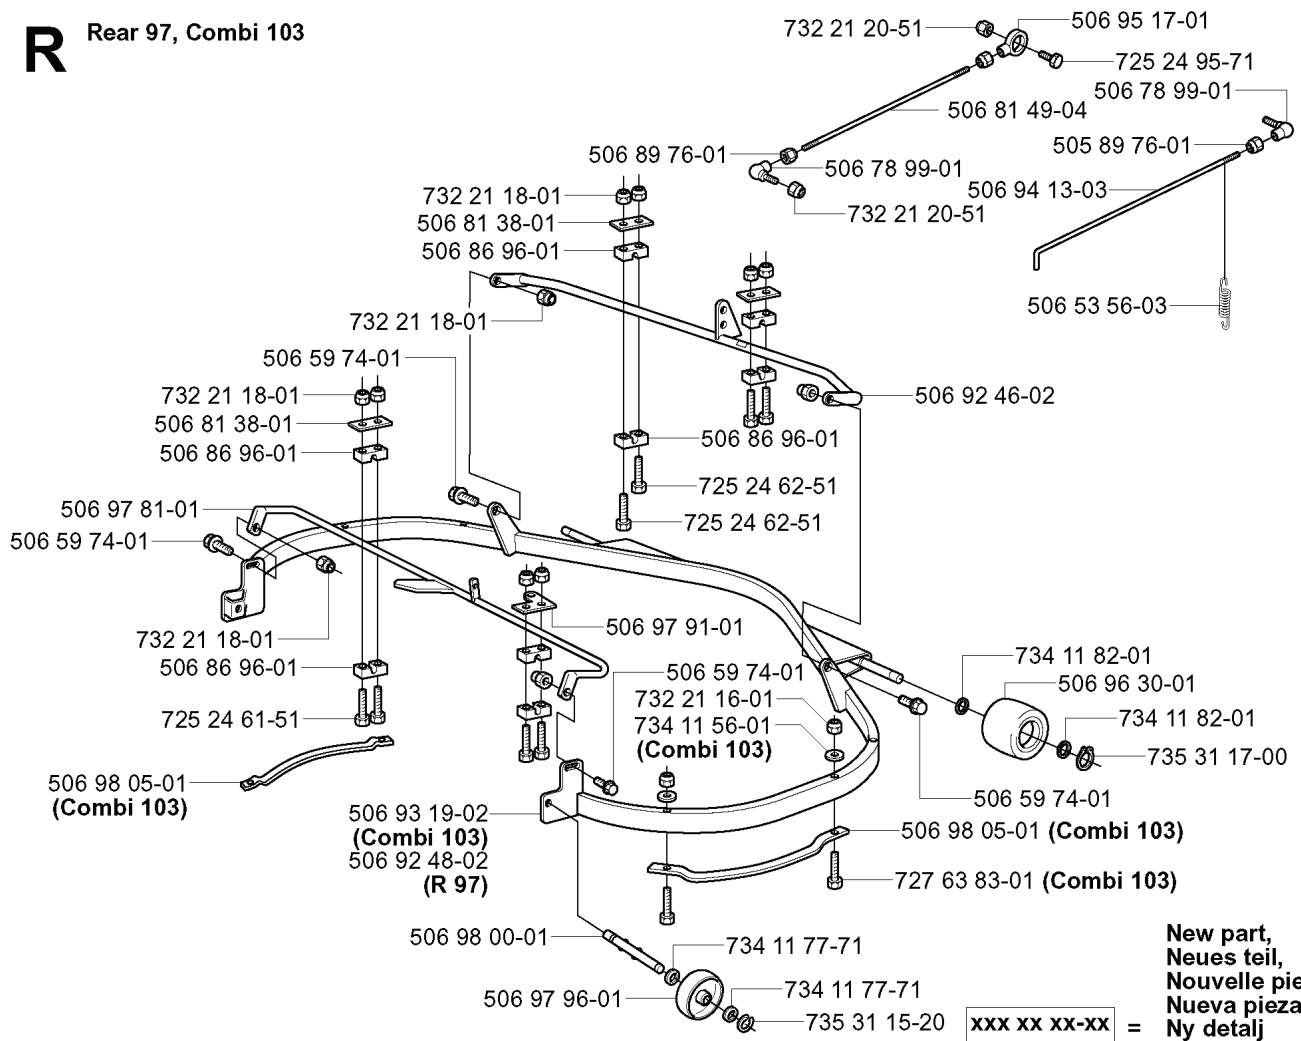 R Rear 97, Combi 103
732 21 20-51
506 95 17-01
725 24 95-71
506 78 99-01
506 81 49-04
505 89 76-01
506 89 76-01
506 78 99-01
506 94 13-03
732 21 18-01
732 21 20-51
506 81 38-01
506 86 96-01
506 53 56-03
732 21 18-01
506 59 74-01
732 21 18-01
506 92 46-02
506 81 38-01
506 86 96-01
506 86 96-01
725 24 62-51
506 97 81-01
725 24 62-51
506 59 74-01
506 97 91-01
732 21 18-01
734 11 82-01
506 86 96-01
506 59 74-01
506 96 30-01
732 21 16-01
725 24 61-51
734 11 56-01
734 11 82-01
(Combi 103)
735 31 17-00
506 98 05-01
(Combi 103)
506 59 74-01
506 93 19-02
(Combi 103)
506 98 05-01 (Combi 103)
506 92 48-02
(R 97)
727 63 83-01 (Combi 103)
506 98 00-01
734 11 77-71
734 11 77-71
506 97 96-01
735 31 15-20
New part,
Neues teil,
Nouvelle pie
Nueva pieza
xxx xx xx-xx = Ny detalj